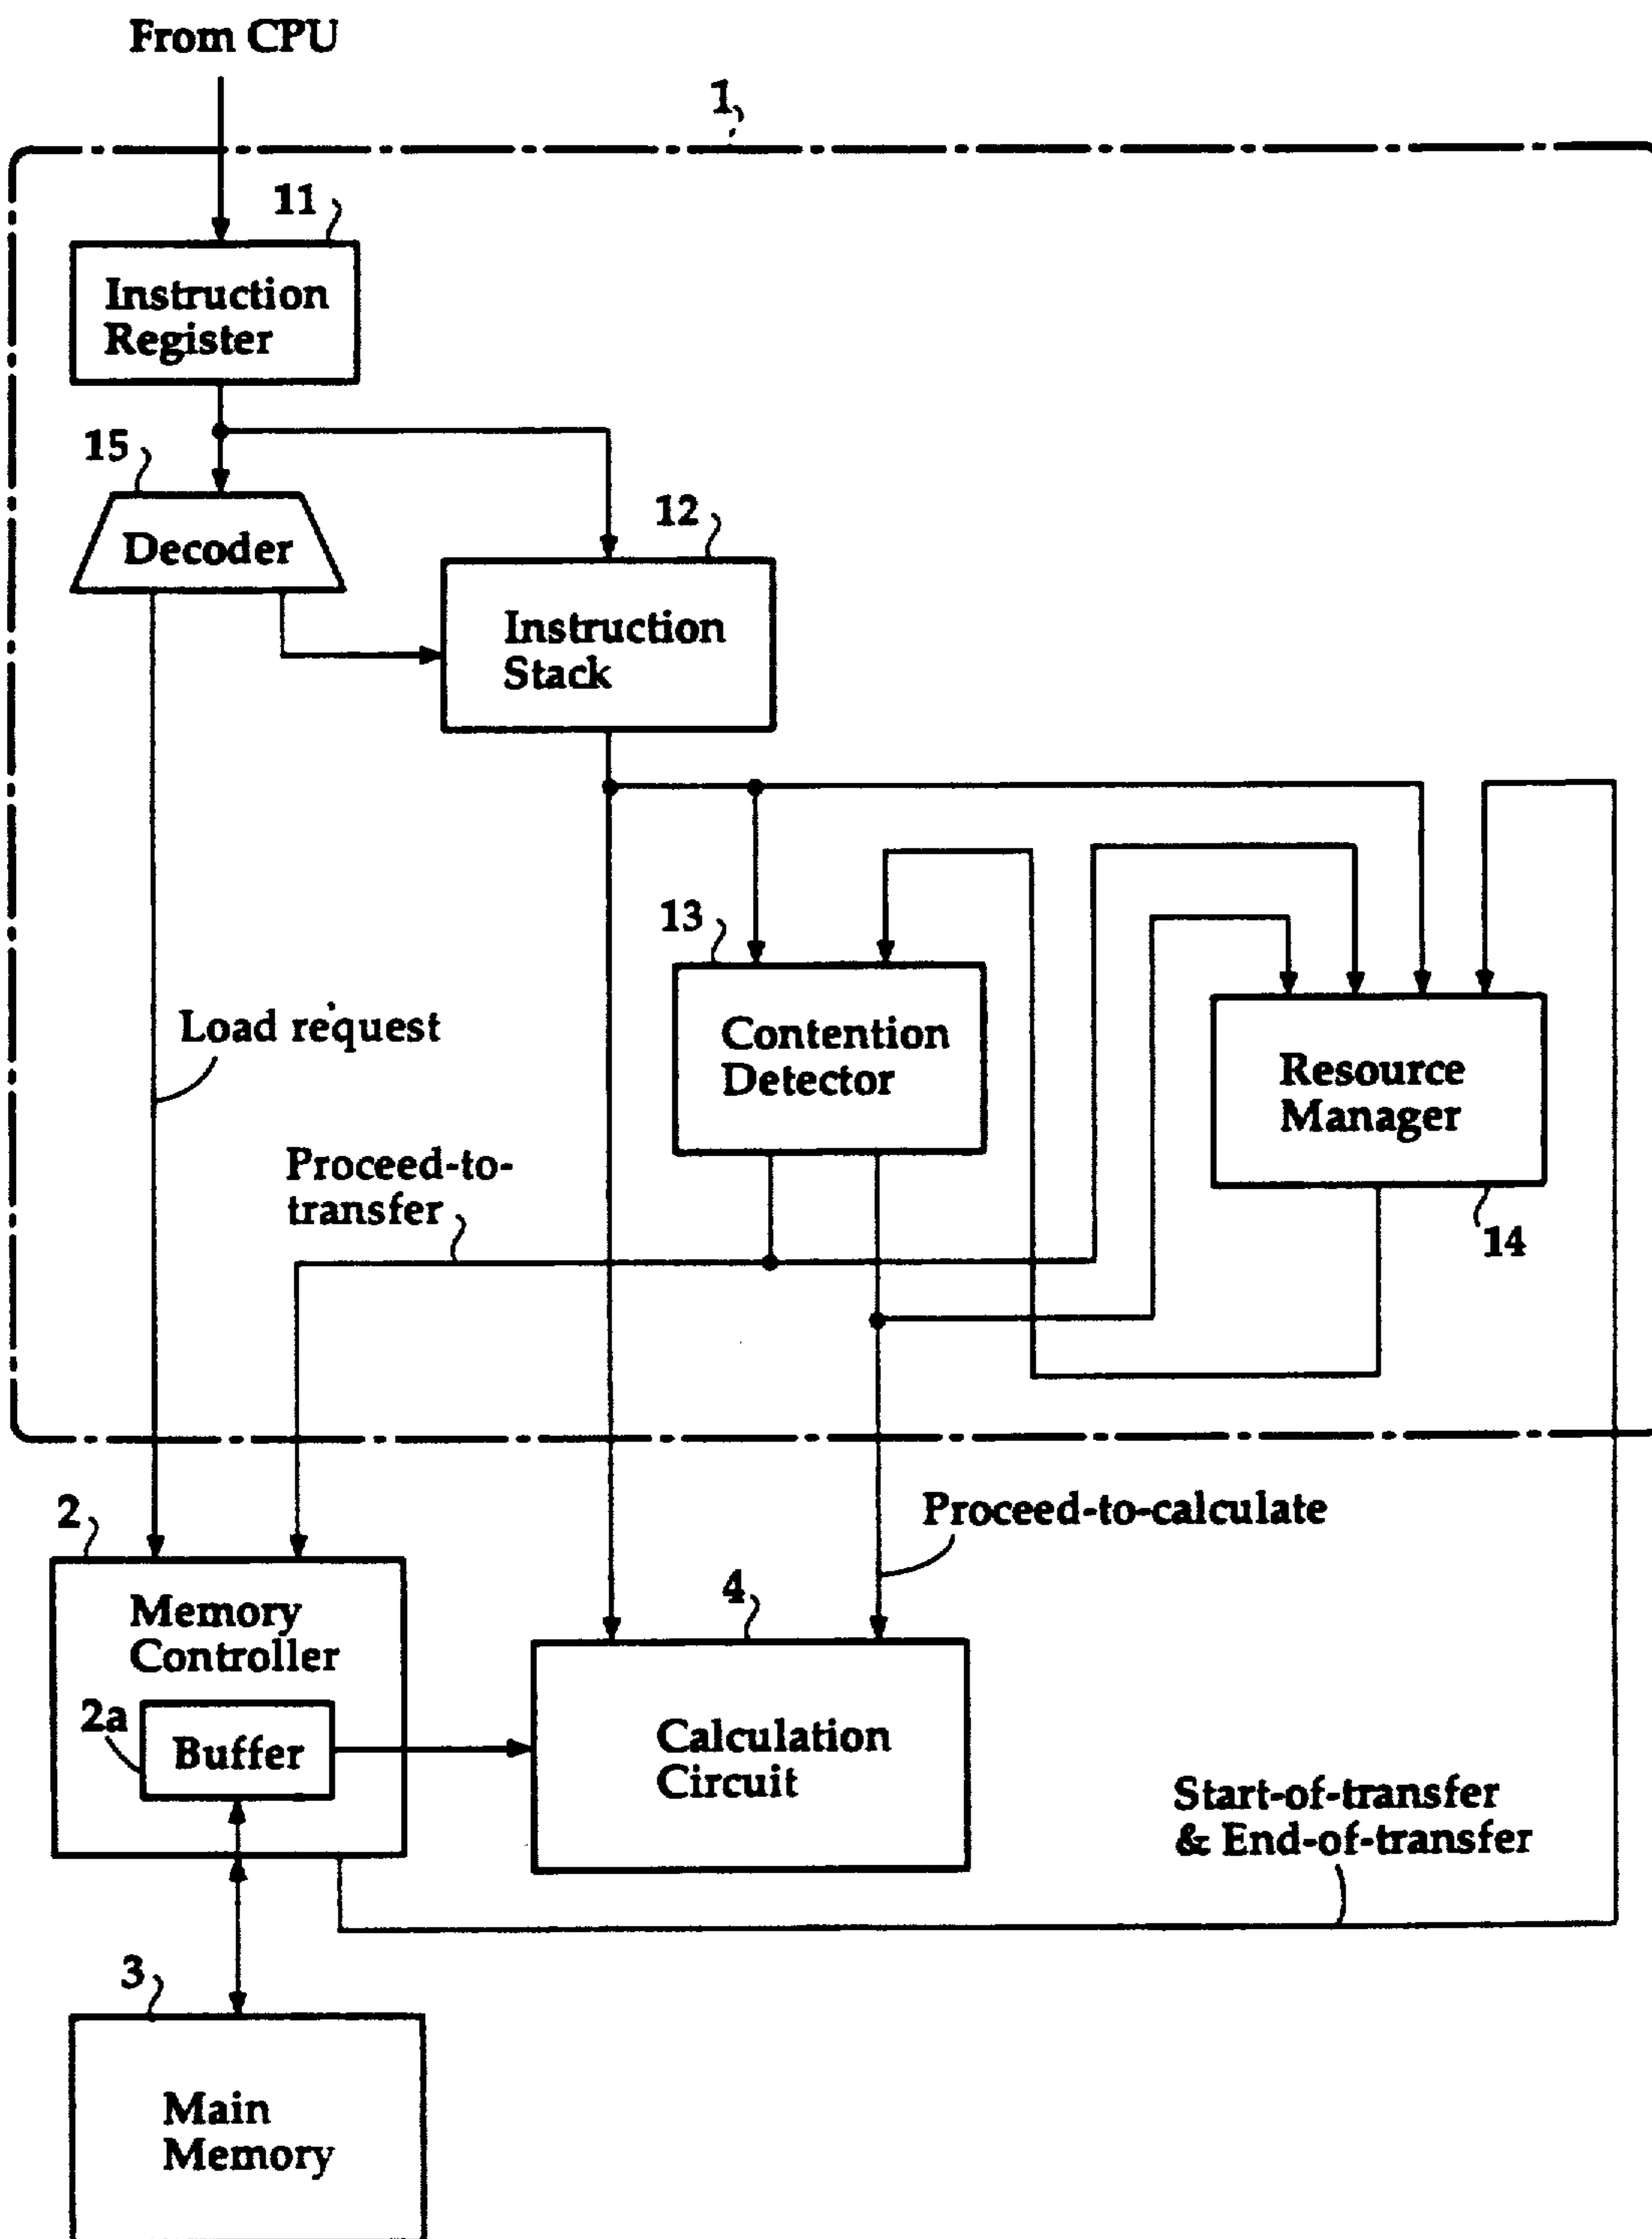 From CPU
1
11
Instruction
Register
15
Decoder
12
Instruction
Stack
13
Contention
Detector
Resource
Manager
14
Load request
Proceed-to-
transfer
2
Memory
Controller
2a
Buffer
4
Calculation
Circuit
Proceed-to-calculate
Start-of-transfer
& End-of-transfer
3
Main
Memory